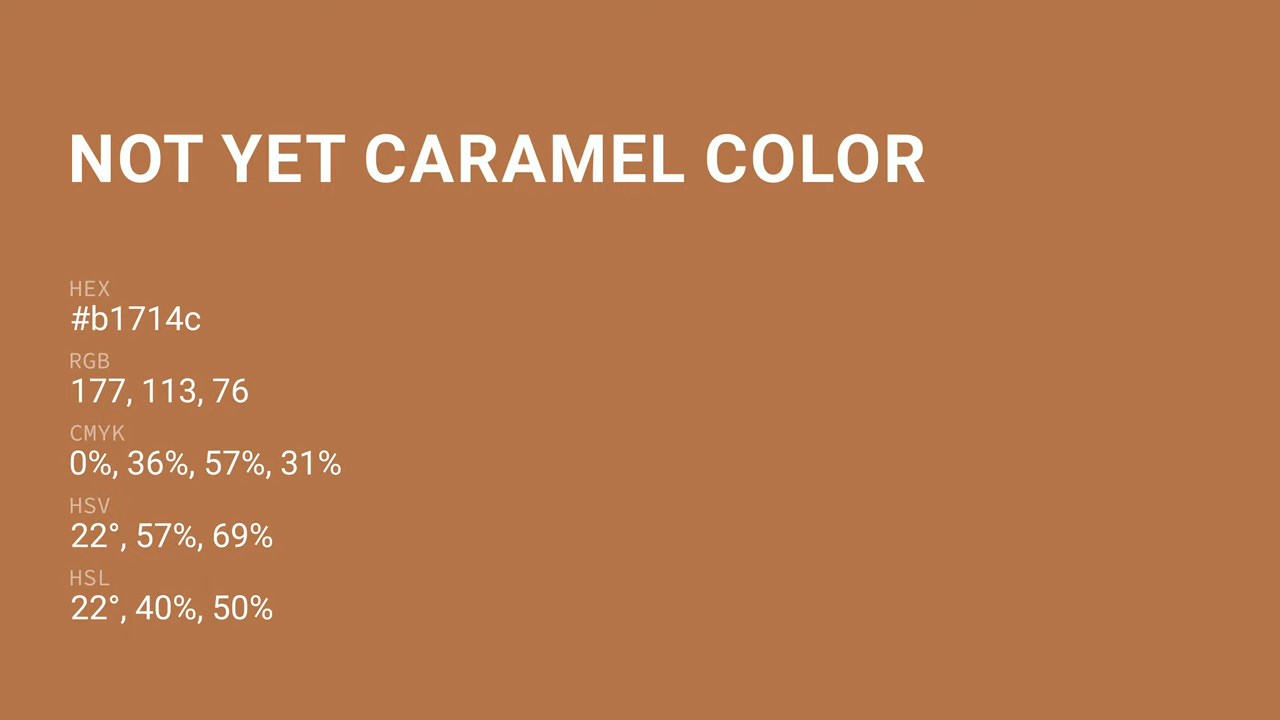 NOT YET CARAMEL COLOR
HEX
#b1714c
RGB
177, 113, 76
CMYK
0%, 36%, 57%, 31%
HSV
22°, 57%, 69%
HSL
22°, 40%, 50%